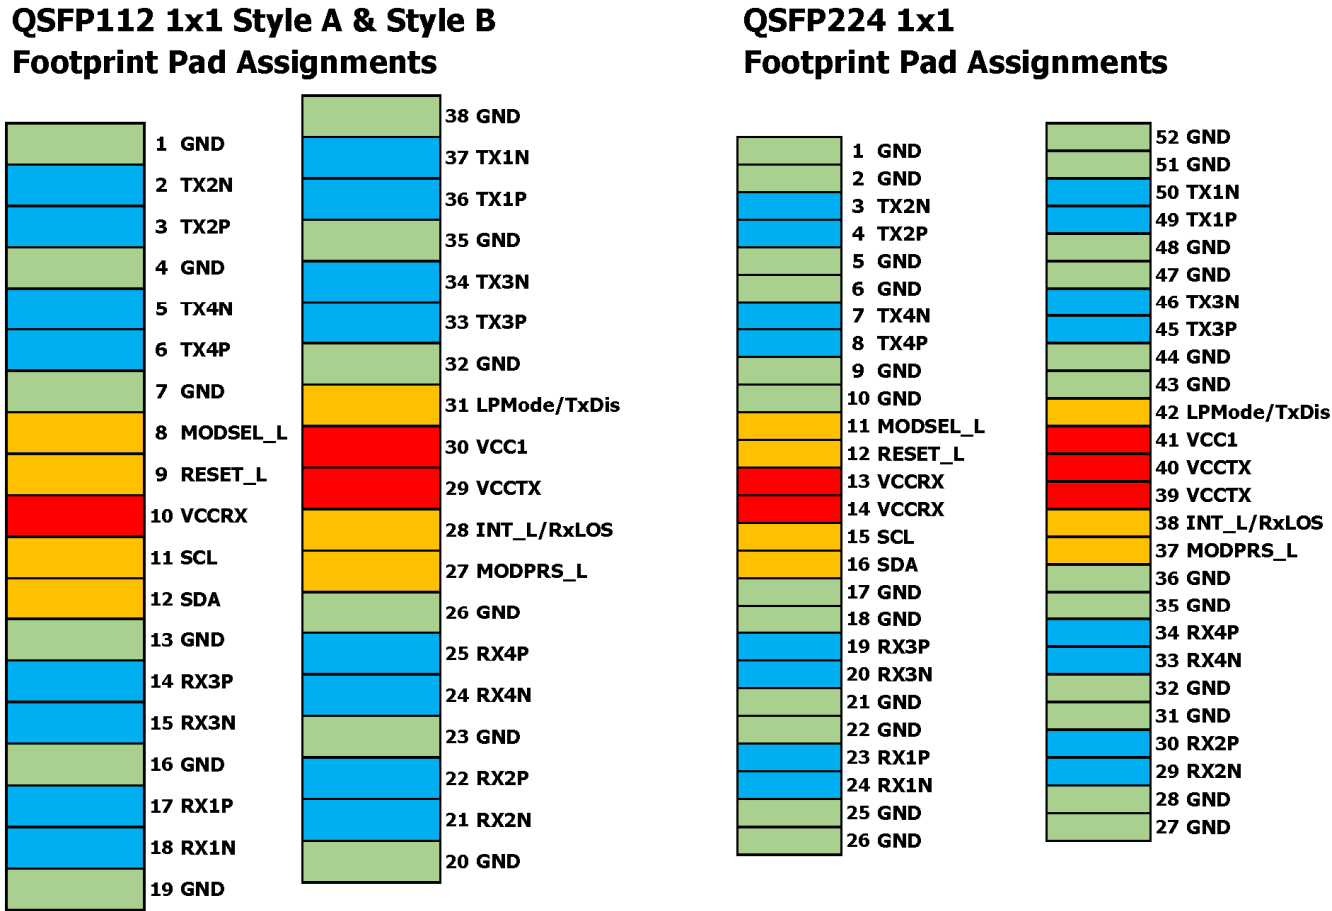 QSFP112 1x1 Style A & Style B
Footprint Pad Assignments
1 GND
2 TX2N
3 TX2P
4 GND
5 TX4N
6 TX4P
7 GND
8 MODSEL_L
9 RESET_L
10 VCCRX
11 SCL
12 SDA
13 GND
14 RX3P
15 RX3N
16 GND
17 RX1P
18 RX1N
19 GND
38 GND
37 TX1N
36 TX1P
35 GND
34 TX3N
33 TX3P
32 GND
31 LPMode/TxDis
30 VCC1
29 VCCTX
28 INT_L/RxLOS
27 MODPRS_L
26 GND
25 RX4P
24 RX4N
23 GND
22 RX2P
21 RX2N
20 GND
QSFP224 1x1
Footprint Pad Assignments
1 GND
2 GND
3 TX2N
4 TX2P
5 GND
6 GND
7 TX4N
8 TX4P
9 GND
10 GND
11 MODSEL_L
12 RESET_L
13 VCCRX
14 VCCRX
15 SCL
16 SDA
17 GND
18 GND
19 RX3P
20 RX3N
21 GND
22 GND
23 RX1P
24 RX1N
25 GND
26 GND
52 GND
51 GND
50 TX1N
49 TX1P
48 GND
47 GND
46 TX3N
45 TX3P
44 GND
43 GND
42 LPMode/TxDis
41 VCC1
40 VCCTX
39 VCCTX
38 INT_L/RxLOS
37 MODPRS_L
36 GND
35 GND
34 RX4P
33 RX4N
32 GND
31 GND
30 RX2P
29 RX2N
28 GND
27 GND